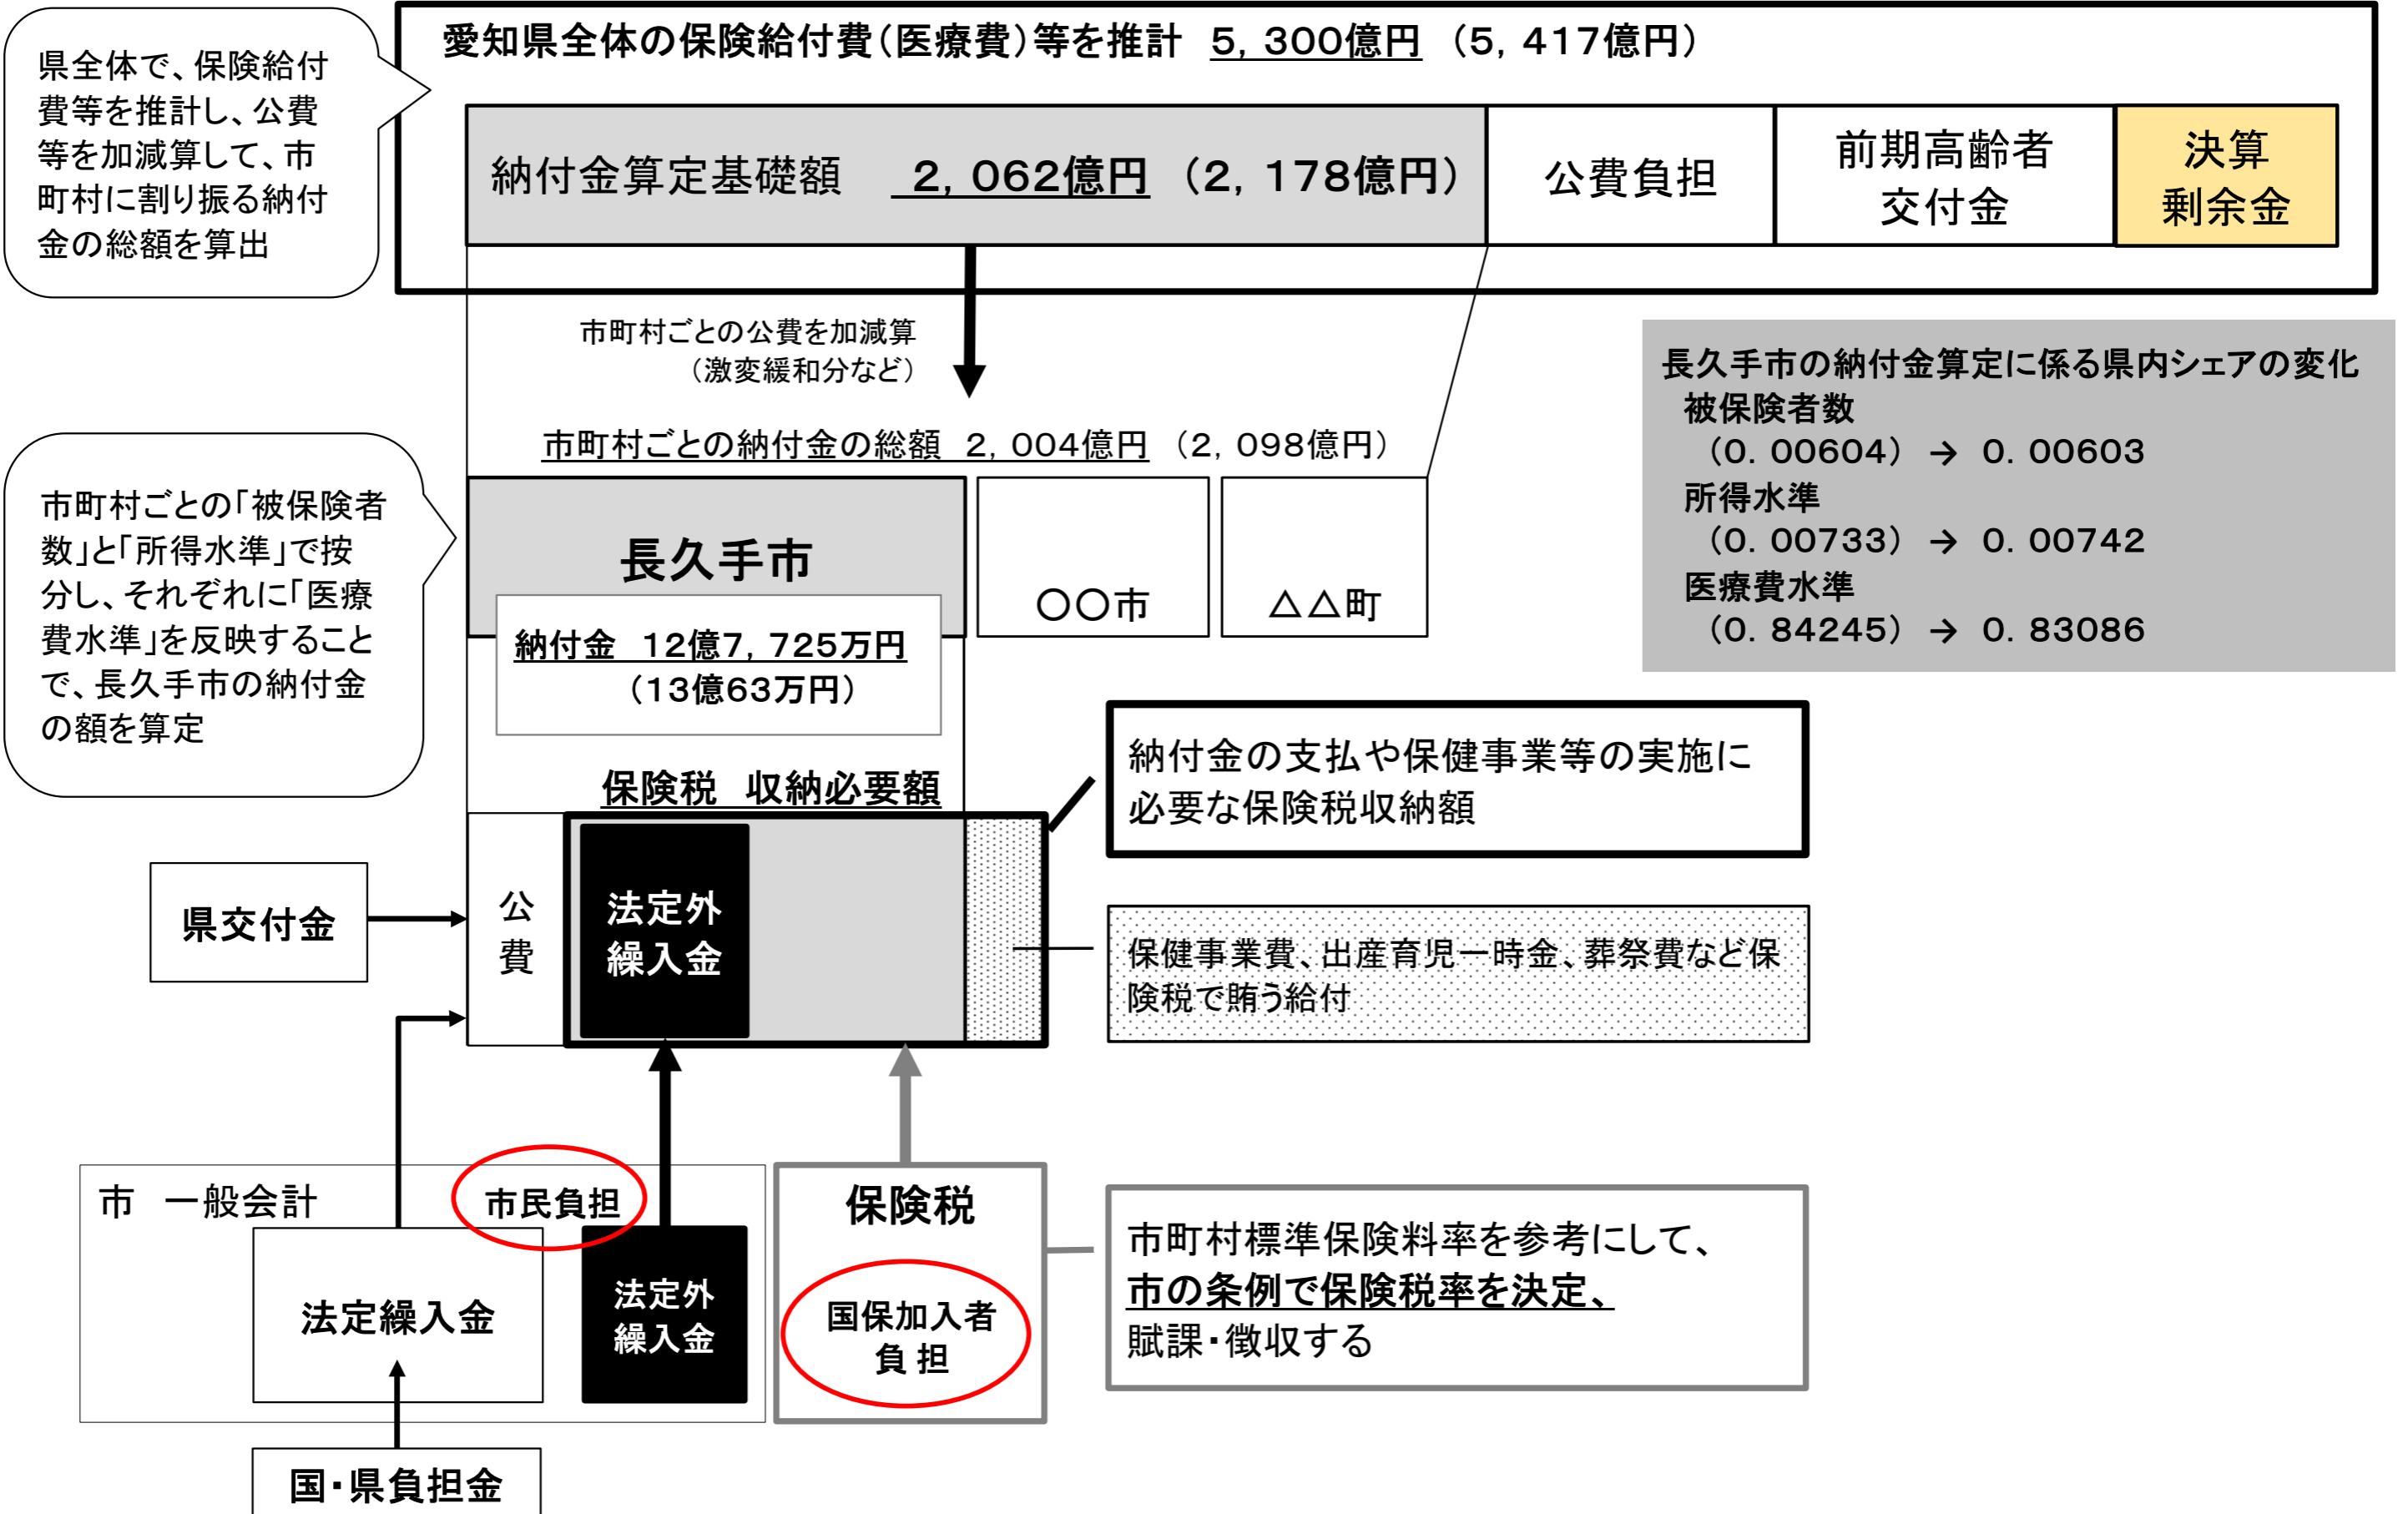 県全体で、保険給付
費等を推計し、公費
等を加減算して、市
町村に割り振る納付
金の総額を算出
愛知県全体の保険給付費（医療費）等を推計　5，300億円　（5，417億円）
納付金算定基礎額　2，062億円　（2，178億円）
公費負担
前期高齢者
交付金
決算
剰余金
市町村ごとの公費を加減算
（激変緩和分など）
市町村ごとの納付金の総額　2，004億円　（2，098億円）
長久手市の納付金算定に係る県内シェアの変化
被保険者数
（0．00604）　→　0．00603
所得水準
（0．00733）　→　0．00742
医療費水準
（0．84245）　→　0．83086
市町村ごとの「被保険者
数」と「所得水準」で按
分し、それぞれに「医療
費水準」を反映すること
で、長久手市の納付金
の額を算定
長久手市
納付金　12億7，725万円
（13億63万円）
〇〇市
△△町
保険税　収納必要額
納付金の支払や保健事業等の実施に
必要な保険税収納額
県交付金
公
費
法定外
繰入金
保健事業費、出産育児一時金、葬祭費など保
険税で賄う給付
市　一般会計
市民負担
法定繰入金
法定外
繰入金
国・県負担金
保険税
国保加入者
負 担
市町村標準保険料率を参考にして、
市の条例で保険税率を決定、
賦課・徴収する